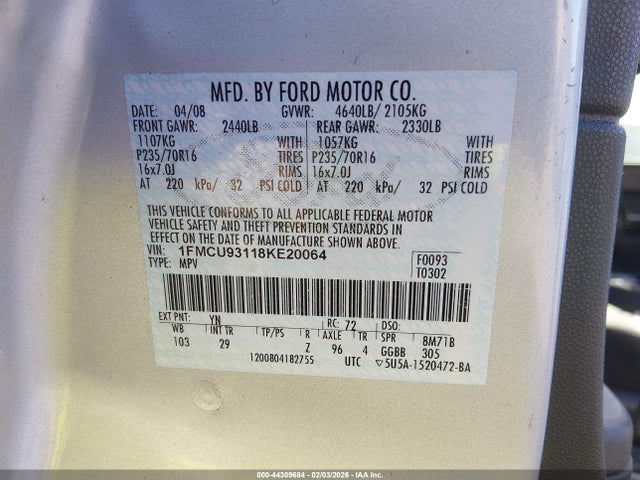 MFD. BY FORD MOTOR CO.
DATE: 04/08 GVWR: 4640LB/ 2105KG
FRONT GAWR: 2440LB REAR GAWR: 2330LB
1107KG WITH 1057KG WITH
P235/70R16 TIRES P235/70R16 TIRES
16x7.0J RIMS 16x7.0J RIMS
AT 220 kPa/ 32 PSI COLD AT 220 kPa/ 32 PSI COLD
THIS VEHICLE CONFORMS TO ALL APPLICABLE FEDERAL MOTOR
VEHICLE SAFETY AND THEFT PREVENTION STANDARDS IN
EFFECT ON THE DATE OF MANUFACTURE SHOWN ABOVE.
VIN: 1FMCU93118KE20064 F0093
TYPE: MPV T0302
EXT PNT: YN RC: 72 DSO:
WB INT TR TP/PS R AXLE TR SPR 8M71B
103 29 Z 96 4 GGBB 305
1200804182755 UTC ▽5U5A-1520472-BA
000-44309684 - 02/03/2026 - IAA Inc.